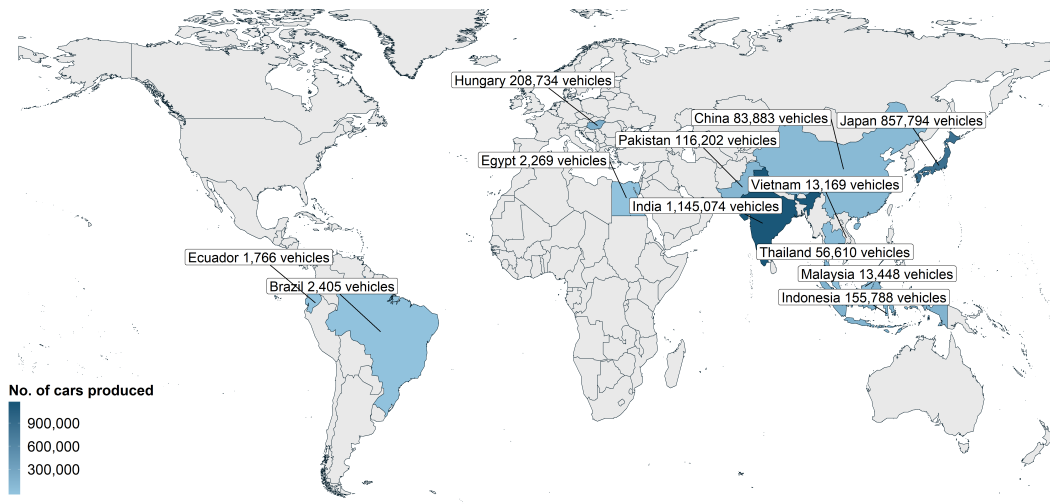 Hungary 208,734 vehicles
China 83,883 vehicles
Japan 857,794 vehicles
Pakistan 116,202 vehicles
Egypt 2,269 vehicles
Vietnam 13,169 vehicles
India 1,145,074 vehicles
Thailand 56,610 vehicles
Ecuador 1,766 vehicles
Malaysia 13,448 vehicles
Brazil 2,405 vehicles
Indonesia 155,788 vehicles
No. of cars produced
900,000
600,000
300,000